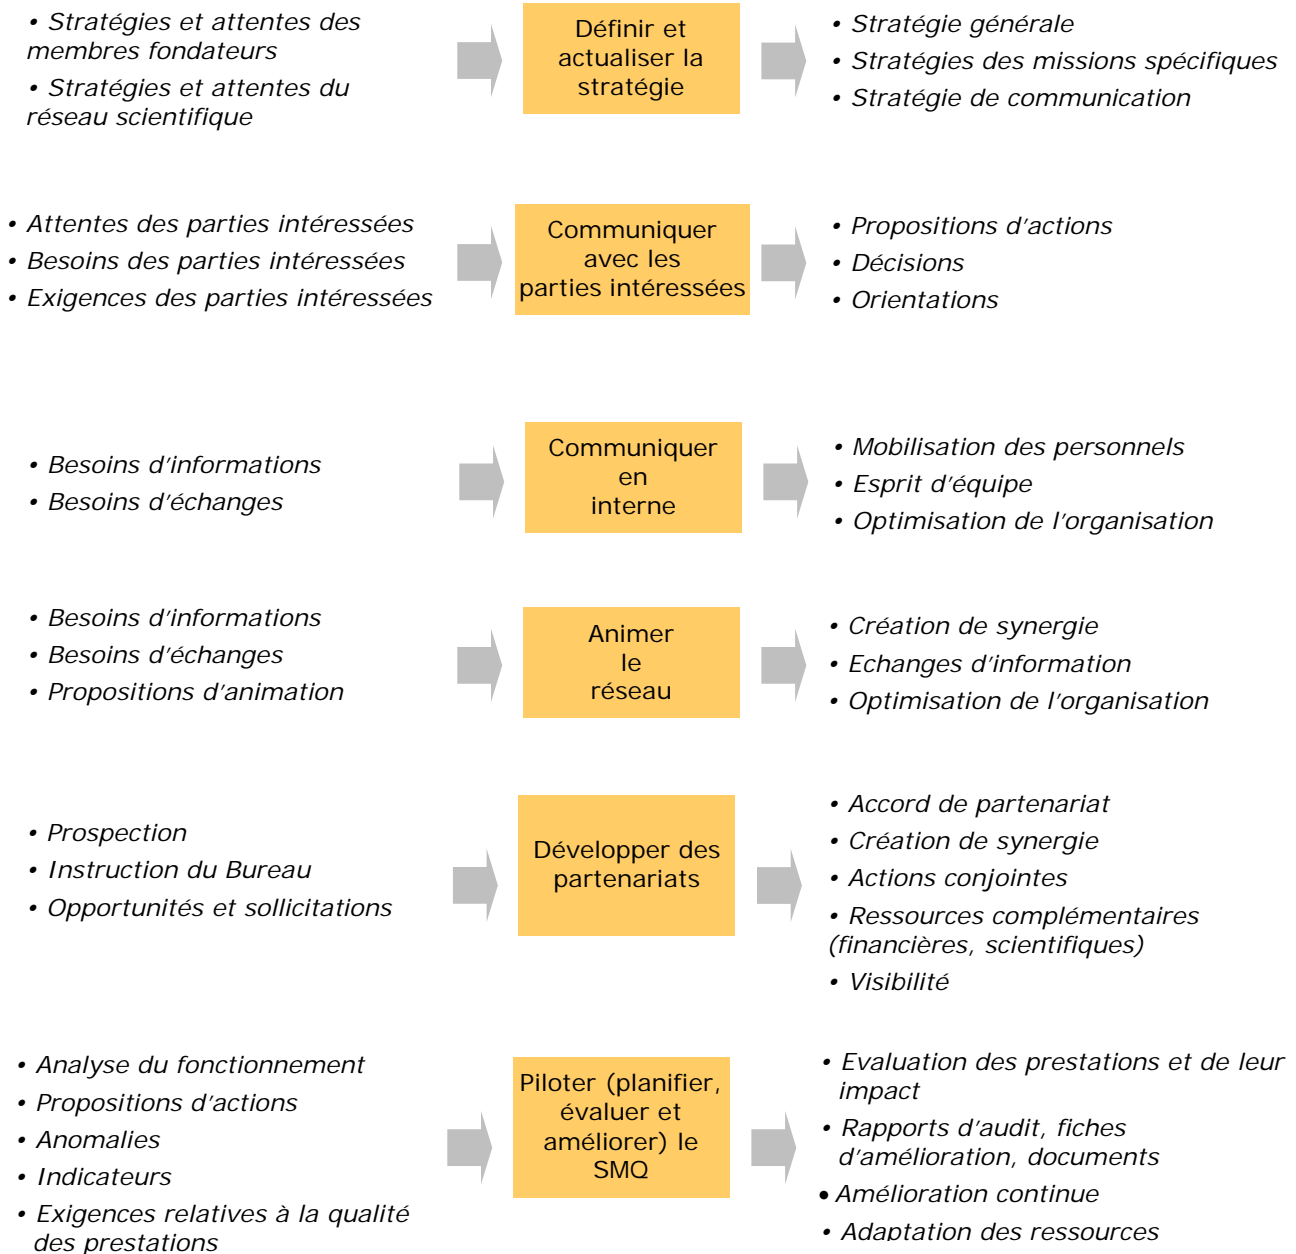 • Stratégies et attentes des
membres fondateurs
• Stratégies et attentes du
réseau scientifique
Définir et
actualiser la
stratégie
• Stratégie générale
• Stratégies des missions spécifiques
• Stratégie de communication
• Attentes des parties intéressées
• Besoins des parties intéressées
• Exigences des parties intéressées
Communiquer
avec les
parties intéressées
• Propositions d’actions
• Décisions
• Orientations
• Besoins d’informations
• Besoins d’échanges
Communiquer
en
interne
• Mobilisation des personnels
• Esprit d’équipe
• Optimisation de l’organisation
• Besoins d’informations
• Besoins d’échanges
• Propositions d’animation
Animer
le
réseau
• Création de synergie
• Echanges d’information
• Optimisation de l’organisation
• Prospection
• Instruction du Bureau
• Opportunités et sollicitations
Développer des
partenariats
• Accord de partenariat
• Création de synergie
• Actions conjointes
• Ressources complémentaires
(financières, scientifiques)
• Visibilité
• Analyse du fonctionnement
• Propositions d’actions
• Anomalies
• Indicateurs
• Exigences relatives à la qualité
des prestations
Piloter (planifier,
évaluer et
améliorer) le
SMQ
• Evaluation des prestations et de leur
impact
• Rapports d’audit, fiches
d’amélioration, documents
• Amélioration continue
• Adaptation des ressources